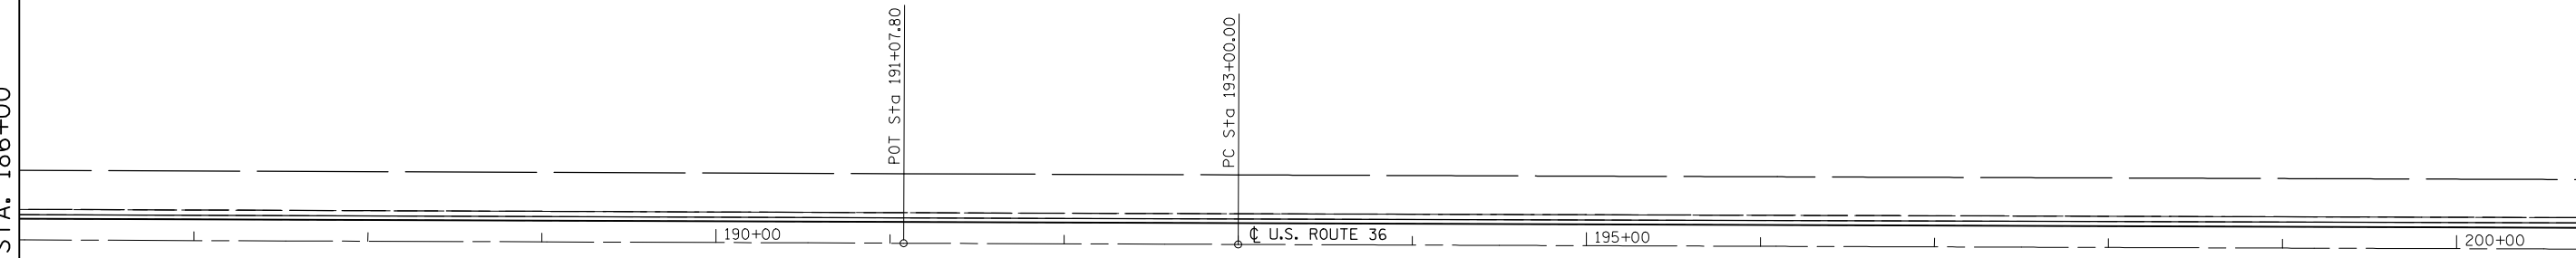 STA. 186+00
POT Sta 191+07.80
PC Sta 193+00.00
190+00
℄ U.S. ROUTE 36
195+00
200+00